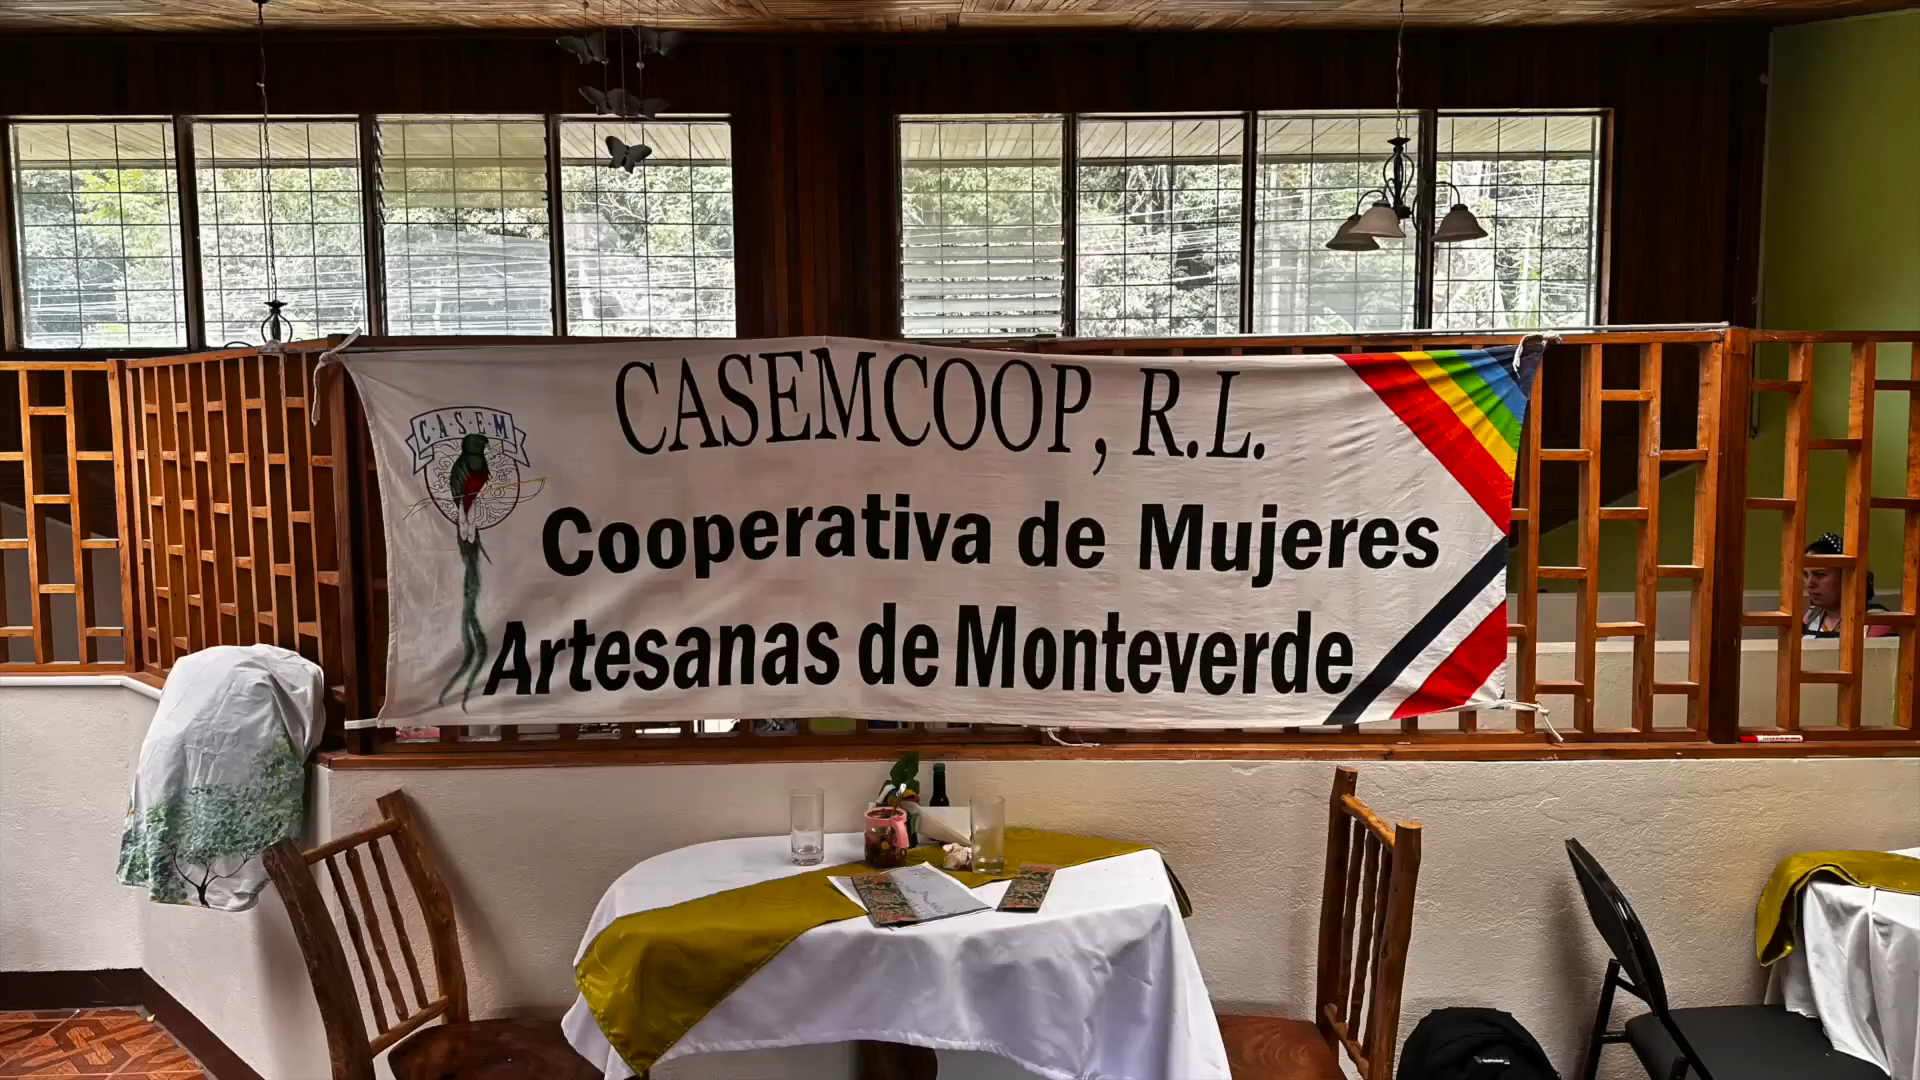 CASEMCOOP, R.L.
C·A·S·E·M
Cooperativa de Mujeres
Artesanas de Monteverde